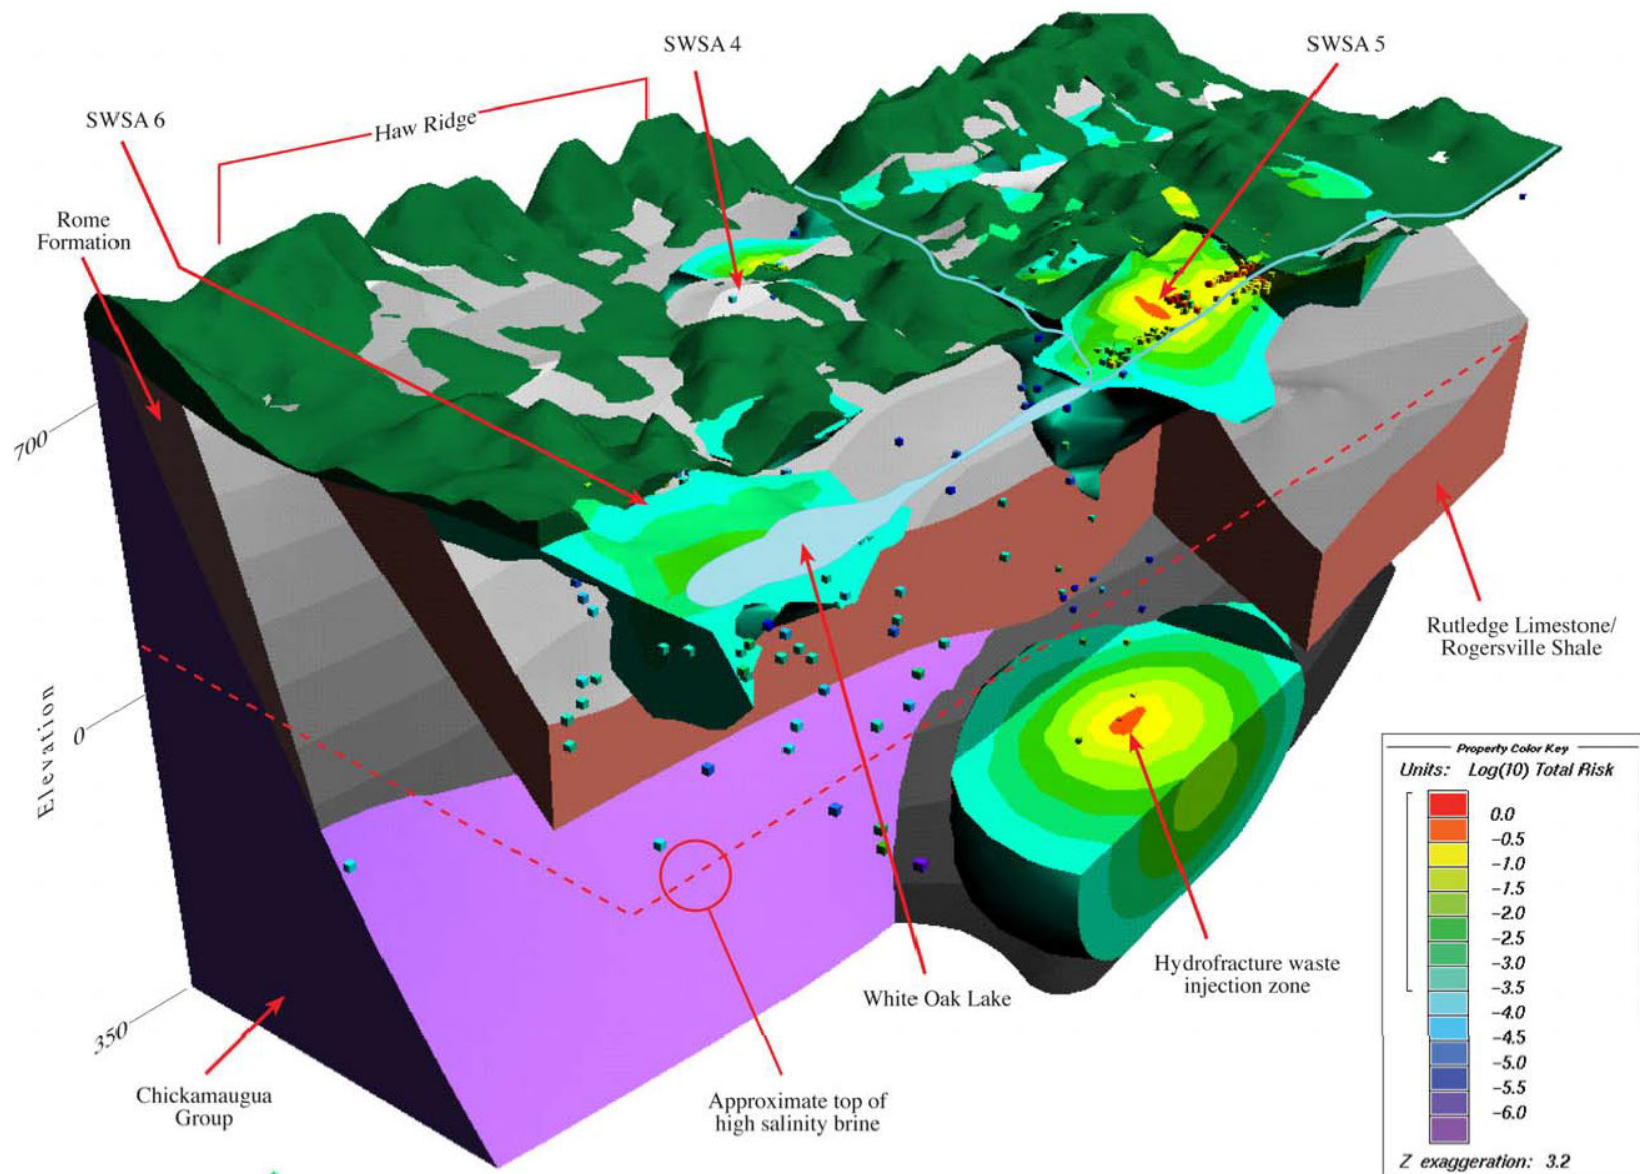 SWSA 4
SWSA 5
SWSA 6
Haw Ridge
Rome
Formation
700
0
350
Elevation
Rutledge Limestone/
Rogersville Shale
Hydrofracture waste
injection zone
White Oak Lake
Approximate top of
high salinity brine
Chickamaugua
Group
Property Color Key
Units: Log(10) Total Risk
0.0
-0.5
-1.0
-1.5
-2.0
-2.5
-3.0
-3.5
-4.0
-4.5
-5.0
-5.5
-6.0
Z exaggeration: 3.2